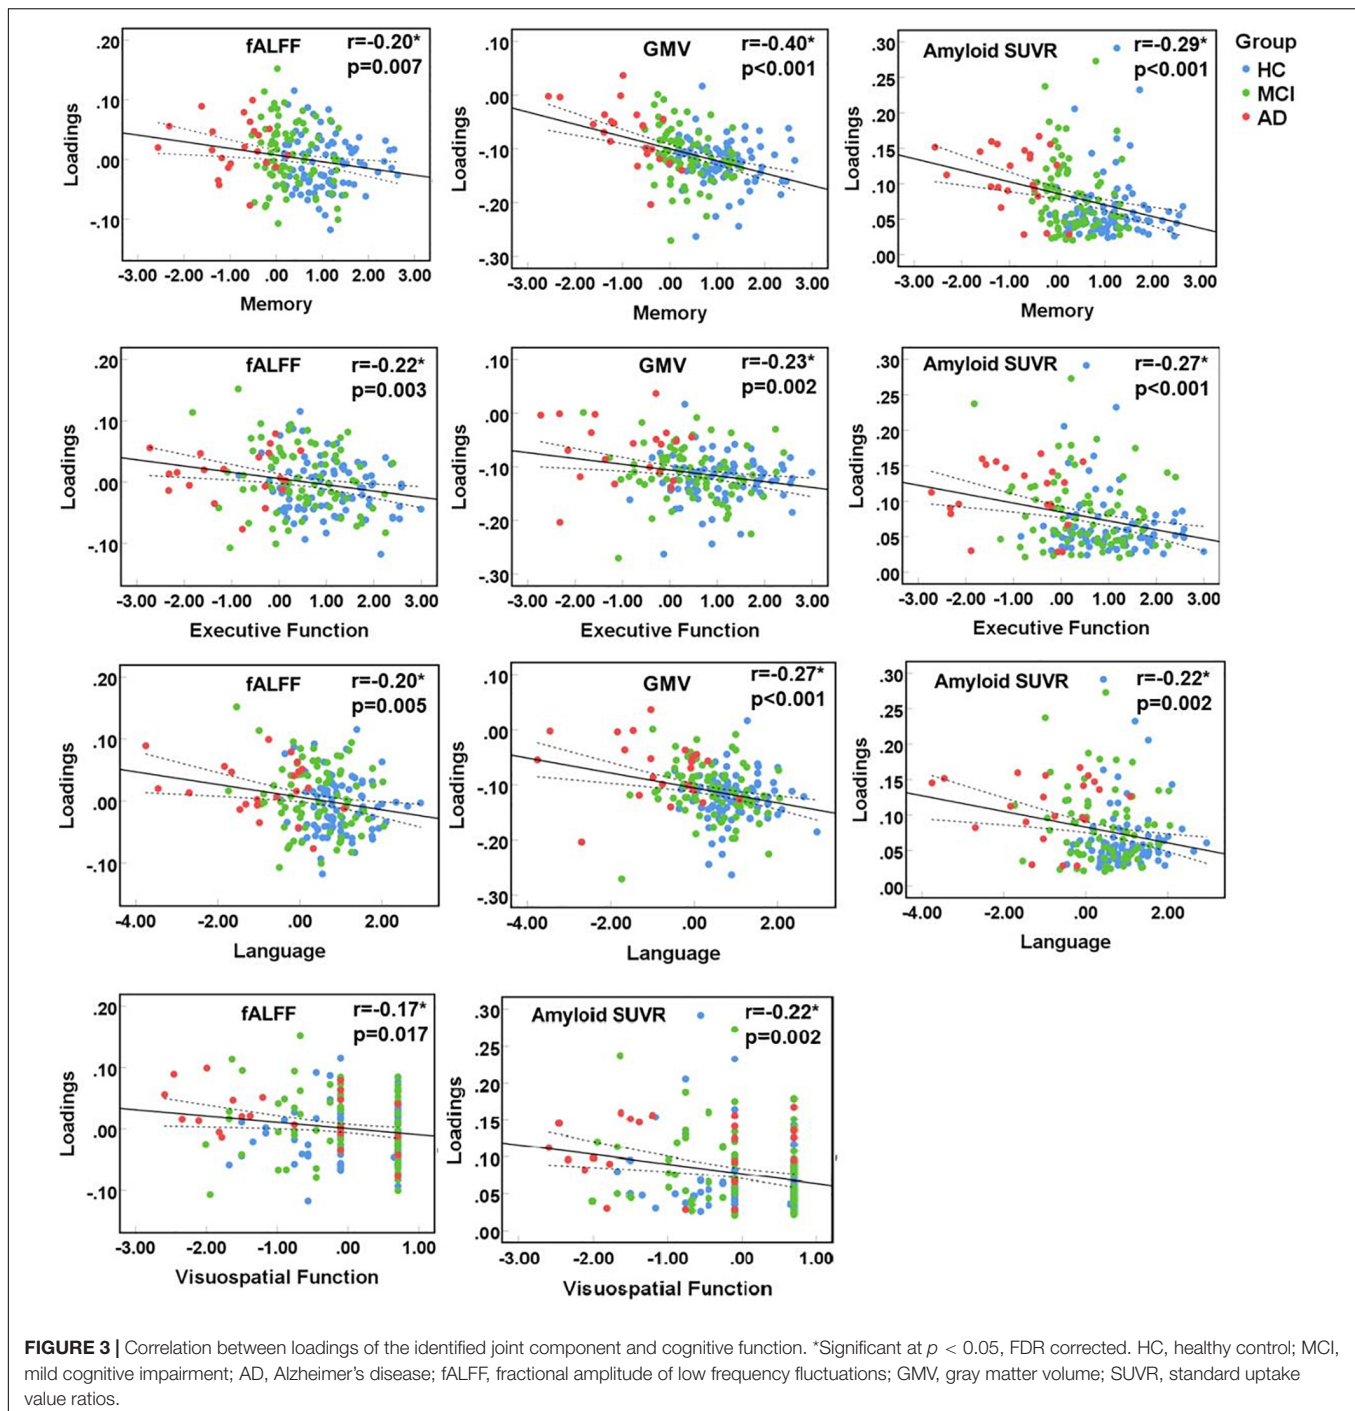 .20
.10
.00
-.10
Loadings
fALFF
r=-0.20*
p=0.007
-3.00 -2.00 -1.00 .00 1.00 2.00 3.00
Memory
.10
.00
-.10
-.20
-.30
Loadings
GMV
r=-0.40*
p<0.001
-3.00 -2.00 -1.00 .00 1.00 2.00 3.00
Memory
.30
.25
.20
.15
.10
.05
.00
Loadings
Amyloid SUVR
r=-0.29*
p<0.001
-3.00 -2.00 -1.00 .00 1.00 2.00 3.00
Memory
Group
HC
MCI
AD
.20
.10
.00
-.10
Loadings
fALFF
r=-0.22*
p=0.003
-3.00 -2.00 -1.00 .00 1.00 2.00 3.00
Executive Function
.10
.00
-.10
-.20
-.30
Loadings
GMV
r=-0.23*
p=0.002
-3.00 -2.00 -1.00 .00 1.00 2.00 3.00
Executive Function
.30
.25
.20
.15
.10
.05
.00
Loadings
Amyloid SUVR
r=-0.27*
p<0.001
-3.00 -2.00 -1.00 .00 1.00 2.00 3.00
Executive Function
.20
.10
.00
-.10
Loadings
fALFF
r=-0.20*
p=0.005
-4.00 -2.00 .00 2.00
Language
.10
.00
-.10
-.20
-.30
Loadings
GMV
r=-0.27*
p<0.001
-4.00 -2.00 .00 2.00
Language
.30
.25
.20
.15
.10
.05
.00
Loadings
Amyloid SUVR
r=-0.22*
p=0.002
-4.00 -2.00 .00 2.00
Language
.20
.10
.00
-.10
Loadings
fALFF
r=-0.17*
p=0.017
-3.00 -2.00 -1.00 .00 1.00
Visuospatial Function
.30
.25
.20
.15
.10
.05
.00
Loadings
Amyloid SUVR
r=-0.22*
p=0.002
-3.00 -2.00 -1.00 .00 1.00
Visuospatial Function
FIGURE 3 | Correlation between loadings of the identified joint component and cognitive function. *Significant at p < 0.05, FDR corrected. HC, healthy control; MCI,
mild cognitive impairment; AD, Alzheimer's disease; fALFF, fractional amplitude of low frequency fluctuations; GMV, gray matter volume; SUVR, standard uptake
value ratios.